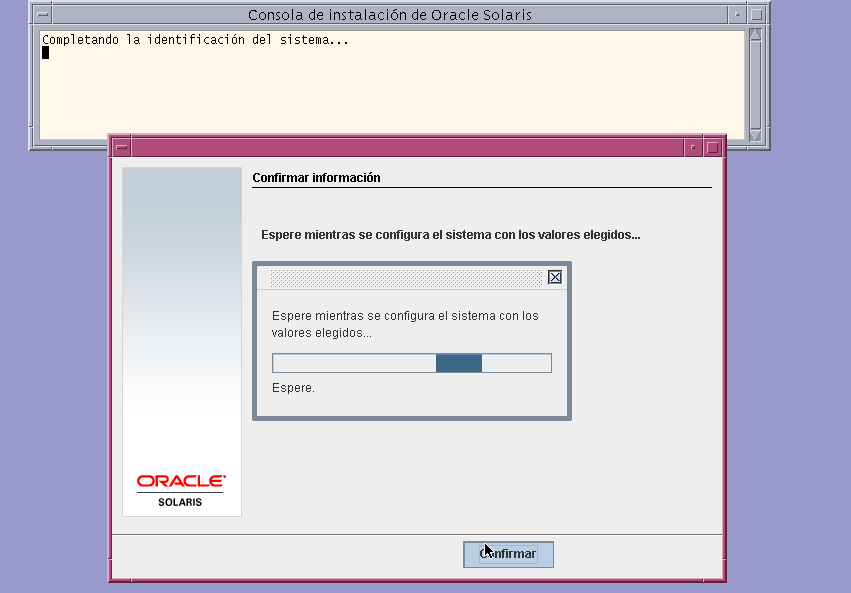 Consola de instalación de Oracle Solaris
Completando la identificación del sistema...
Confirmar información
Espere mientras se configura el sistema con los valores elegidos...
Espere mientras se configura el sistema con los
valores elegidos...
Espere.
ORACLE
SOLARIS
Confirmar